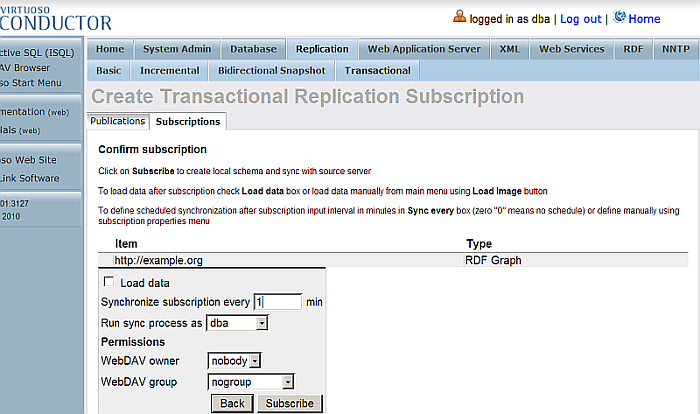 VIRTUOSO
CONDUCTOR
logged in as dba | Log out | Home
ctive SQL (ISQL)
AV Browser
so Start Menu
mentation (web)
ials (web)
oso Web Site
Link Software
01.3127
2010
Home System Admin Database Replication Web Application Server XML Web Services RDF NNTP
Basic Incremental Bidirectional Snapshot Transactional
Create Transactional Replication Subscription
Publications Subscriptions
Confirm subscription
Click on Subscribe to create local schema and sync with source server
To load data after subscription check Load data box or load data manually from main menu using Load Image button
To define scheduled synchronization after subscription input interval in minutes in Sync every box (zero "0" means no schedule) or define manually using
subscription properties menu
Item Type
http://example.org RDF Graph
Load data
Synchronize subscription every 1 min
Run sync process as dba
Permissions
WebDAV owner nobody
WebDAV group nogroup
Back Subscribe